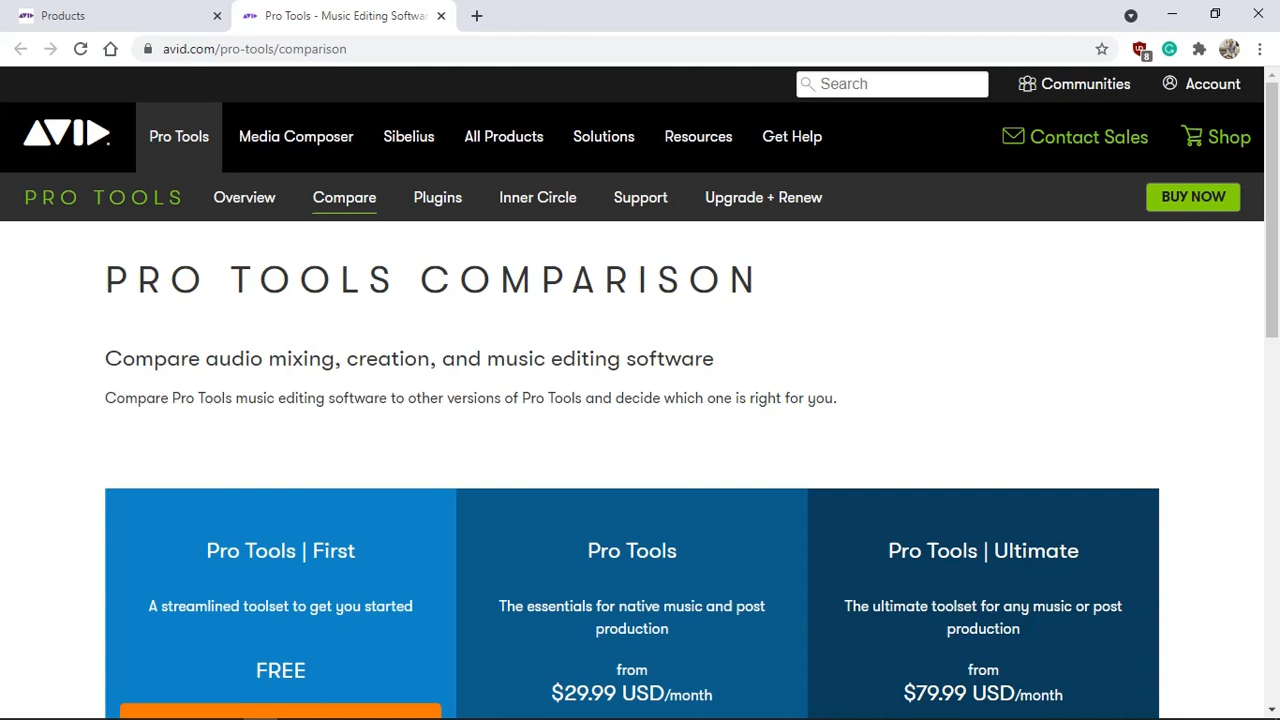 Products
Pro Tools - Music Editing Softwa
avid.com/pro-tools/comparison
8
Search
Communities
Account
AVID
Pro Tools
Media Composer
Sibelius
All Products
Solutions
Resources
Get Help
Contact Sales
Shop
PRO TOOLS
Overview
Compare
Plugins
Inner Circle
Support
Upgrade + Renew
BUY NOW
PRO TOOLS COMPARISON
Compare audio mixing, creation, and music editing software
Compare Pro Tools music editing software to other versions of Pro Tools and decide which one is right for you.
Pro Tools | First
A streamlined toolset to get you started
FREE
Pro Tools
The essentials for native music and post
production
from
$29.99 USD/month
Pro Tools | Ultimate
The ultimate toolset for any music or post
production
from
$79.99 USD/month